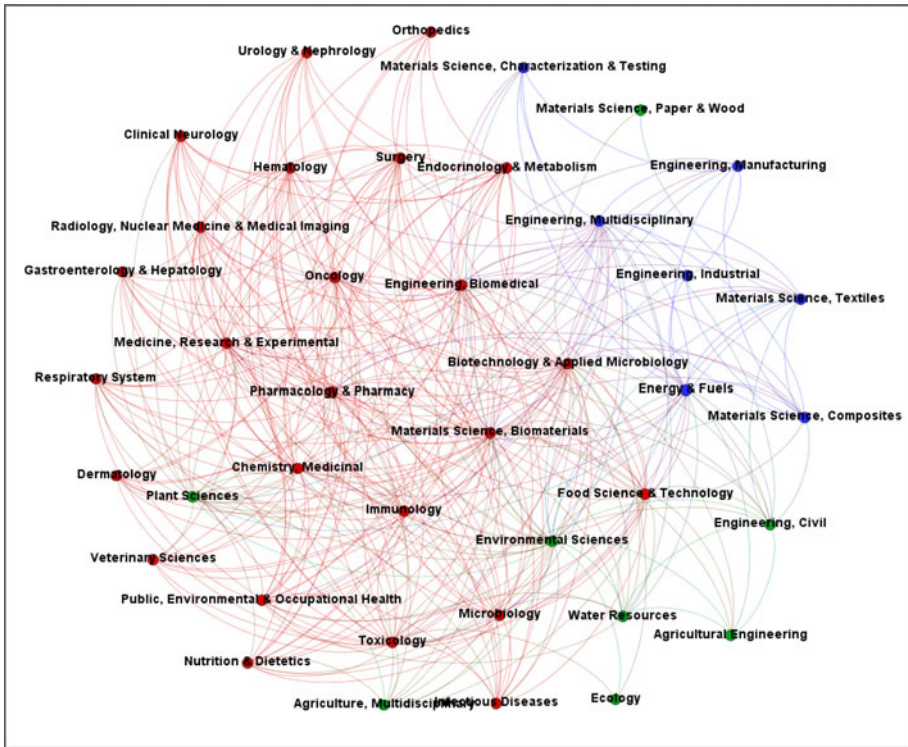 Orthopedics
Urology & Nephrology
Materials Science, Characterization & Testing
Materials Science, Paper & Wood
Clinical Neurology
Surgery
Hematology
Endocrinology & Metabolism
Engineering, Manufacturing
Engineering, Multidisciplinary
Radiology, Nuclear Medicine & Medical Imaging
Gastroenterology & Hepatology
Oncology
Engineering, Biomedical
Engineering, Industrial
Materials Science, Textiles
Medicine, Research & Experimental
Biotechnology & Applied Microbiology
Respiratory System
Pharmacology & Pharmacy
Energy & Fuels
Materials Science, Composites
Materials Science, Biomaterials
Chemistry, Medicinal
Dermatology
Plant Sciences
Food Science & Technology
Immunology
Engineering, Civil
Environmental Sciences
Veterinary Sciences
Public, Environmental & Occupational Health
Microbiology
Water Resources
Toxicology
Agricultural Engineering
Nutrition & Dietetics
Ecology
Agriculture, Multidisciplinary
Infectious Diseases